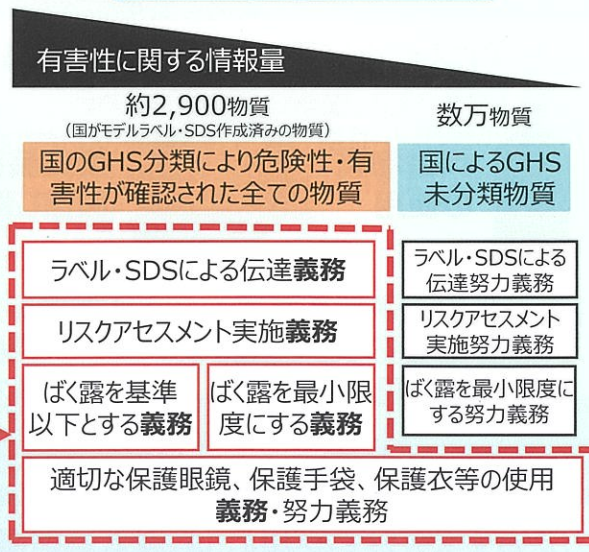 有害性に関する情報量
約2,900物質
（国がモデルラベル・SDS作成済みの物質）
数万物質
国のGHS分類により危険性・有
害性が確認された全ての物質
国によるGHS
未分類物質
ラベル・SDSによる伝達義務
ラベル・SDSによる
伝達努力義務
リスクアセスメント実施義務
リスクアセスメント
実施努力義務
ばく露を基準
以下とする義務
ばく露を最小限
度にする義務
ばく露を最小限度に
する努力義務
適切な保護眼鏡、保護手袋、保護衣等の使用
義務・努力義務